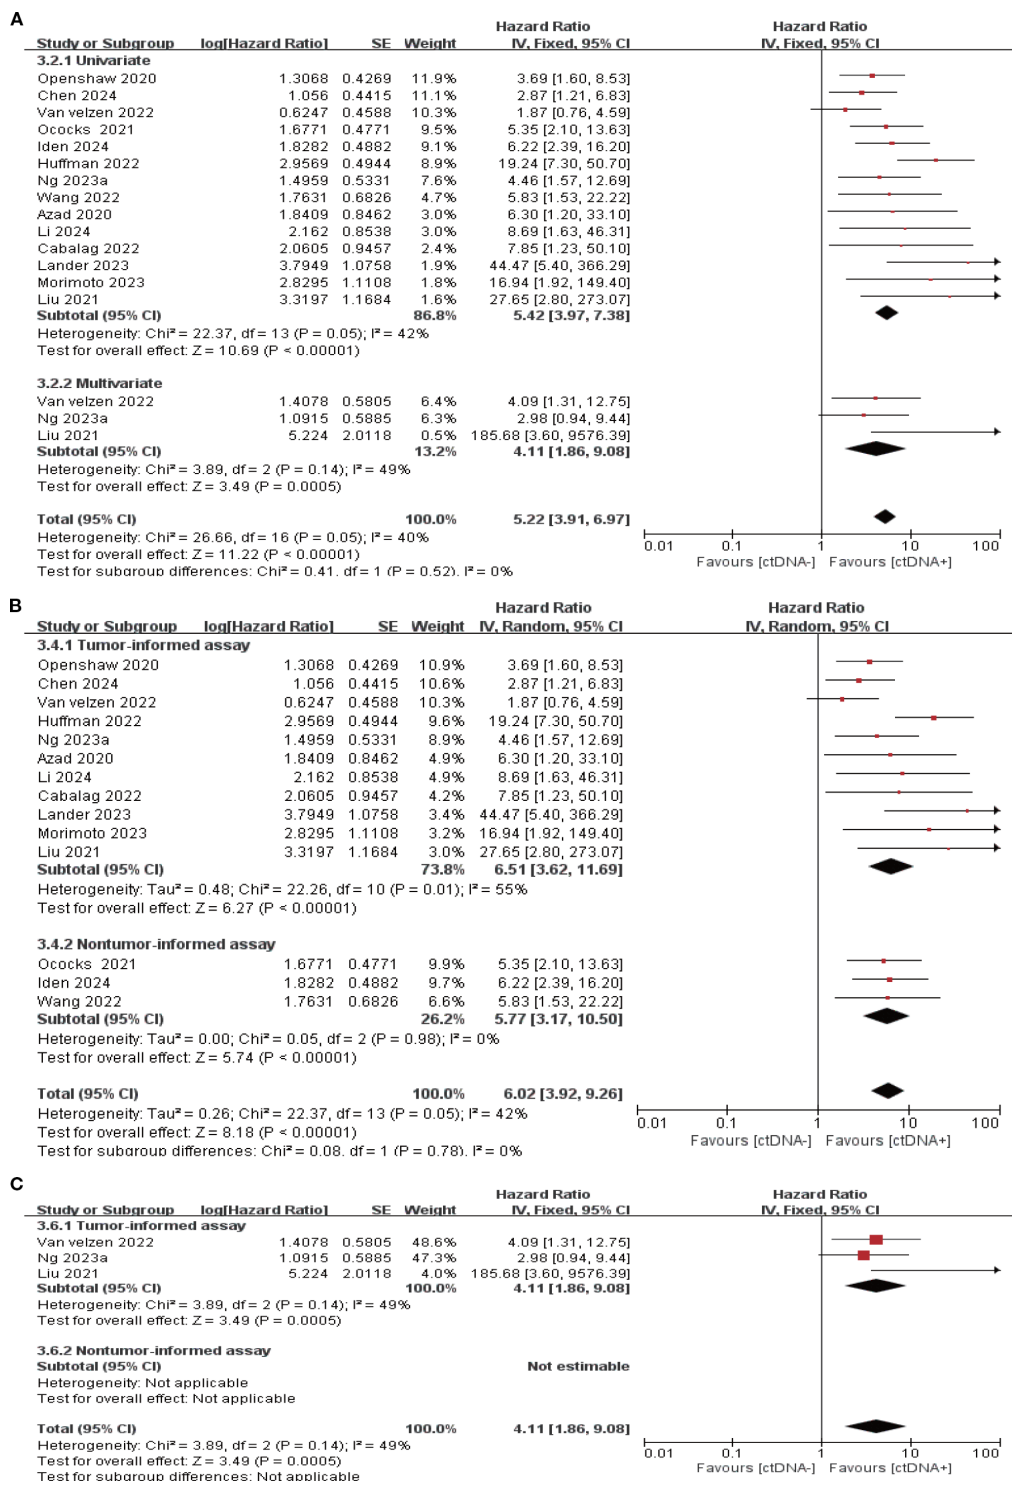 A
Hazard Ratio Hazard Ratio
Study or Subgroup log[Hazard Ratio] SE Weight IV, Fixed, 95% CI IV, Fixed, 95% CI
3.2.1 Univariate
Openshaw 2020 1.3068 0.4269 11.9% 3.69 [1.60, 8.53]
Chen 2024 1.056 0.4415 11.1% 2.87 [1.21, 6.83]
Van velzen 2022 0.6247 0.4588 10.3% 1.87 [0.76, 4.59]
Ococks 2021 1.6771 0.4771 9.5% 5.35 [2.10, 13.63]
Iden 2024 1.8282 0.4882 9.1% 6.22 [2.39, 16.20]
Huffman 2022 2.9569 0.4944 8.9% 19.24 [7.30, 50.70]
Ng 2023a 1.4959 0.5331 7.6% 4.46 [1.57, 12.69]
Wang 2022 1.7631 0.6826 4.7% 5.83 [1.53, 22.22]
Azad 2020 1.8409 0.8462 3.0% 6.30 [1.20, 33.10]
Li 2024 2.162 0.8538 3.0% 8.69 [1.63, 46.31]
Cabalag 2022 2.0605 0.9457 2.4% 7.85 [1.23, 50.10]
Lander 2023 3.7949 1.0758 1.9% 44.47 [5.40, 366.29]
Morimoto 2023 2.8295 1.1108 1.8% 16.94 [1.92, 149.40]
Liu 2021 3.3197 1.1684 1.6% 27.65 [2.80, 273.07]
Subtotal (95% CI) 86.8% 5.42 [3.97, 7.38]
Heterogeneity: Chi² = 22.37, df = 13 (P = 0.05); I² = 42%
Test for overall effect: Z = 10.69 (P < 0.00001)
3.2.2 Multivariate
Van velzen 2022 1.4078 0.5805 6.4% 4.09 [1.31, 12.75]
Ng 2023a 1.0915 0.5885 6.3% 2.98 [0.94, 9.44]
Liu 2021 5.224 2.0118 0.5% 185.68 [3.60, 9576.39]
Subtotal (95% CI) 13.2% 4.11 [1.86, 9.08]
Heterogeneity: Chi² = 3.89, df = 2 (P = 0.14); I² = 49%
Test for overall effect: Z = 3.49 (P = 0.0005)
Total (95% CI) 100.0% 5.22 [3.91, 6.97]
Heterogeneity: Chi² = 26.66, df = 16 (P = 0.05); I² = 40%
Test for overall effect: Z = 11.22 (P < 0.00001)
Test for subgroup differences: Chi² = 0.41, df = 1 (P = 0.52), I² = 0%
0.01 0.1 1 10 100
Favours [ctDNA-] Favours [ctDNA+]
B
Hazard Ratio Hazard Ratio
Study or Subgroup log[Hazard Ratio] SE Weight IV, Random, 95% CI IV, Random, 95% CI
3.4.1 Tumor-informed assay
Openshaw 2020 1.3068 0.4269 10.9% 3.69 [1.60, 8.53]
Chen 2024 1.056 0.4415 10.6% 2.87 [1.21, 6.83]
Van velzen 2022 0.6247 0.4588 10.3% 1.87 [0.76, 4.59]
Huffman 2022 2.9569 0.4944 9.6% 19.24 [7.30, 50.70]
Ng 2023a 1.4959 0.5331 8.9% 4.46 [1.57, 12.69]
Azad 2020 1.8409 0.8462 4.9% 6.30 [1.20, 33.10]
Li 2024 2.162 0.8538 4.9% 8.69 [1.63, 46.31]
Cabalag 2022 2.0605 0.9457 4.2% 7.85 [1.23, 50.10]
Lander 2023 3.7949 1.0758 3.4% 44.47 [5.40, 366.29]
Morimoto 2023 2.8295 1.1108 3.2% 16.94 [1.92, 149.40]
Liu 2021 3.3197 1.1684 3.0% 27.65 [2.80, 273.07]
Subtotal (95% CI) 73.8% 6.51 [3.62, 11.69]
Heterogeneity: Tau² = 0.48; Chi² = 22.26, df = 10 (P = 0.01); I² = 55%
Test for overall effect: Z = 6.27 (P < 0.00001)
3.4.2 Nontumor-informed assay
Ococks 2021 1.6771 0.4771 9.9% 5.35 [2.10, 13.63]
Iden 2024 1.8282 0.4882 9.7% 6.22 [2.39, 16.20]
Wang 2022 1.7631 0.6826 6.6% 5.83 [1.53, 22.22]
Subtotal (95% CI) 26.2% 5.77 [3.17, 10.50]
Heterogeneity: Tau² = 0.00; Chi² = 0.05, df = 2 (P = 0.98); I² = 0%
Test for overall effect: Z = 5.74 (P < 0.00001)
Total (95% CI) 100.0% 6.02 [3.92, 9.26]
Heterogeneity: Tau² = 0.26; Chi² = 22.37, df = 13 (P = 0.05); I² = 42%
Test for overall effect: Z = 8.18 (P < 0.00001)
Test for subgroup differences: Chi² = 0.08, df = 1 (P = 0.78), I² = 0%
0.01 0.1 1 10 100
Favours [ctDNA-] Favours [ctDNA+]
C
Hazard Ratio Hazard Ratio
Study or Subgroup log[Hazard Ratio] SE Weight IV, Fixed, 95% CI IV, Fixed, 95% CI
3.6.1 Tumor-informed assay
Van velzen 2022 1.4078 0.5805 48.6% 4.09 [1.31, 12.75]
Ng 2023a 1.0915 0.5885 47.3% 2.98 [0.94, 9.44]
Liu 2021 5.224 2.0118 4.0% 185.68 [3.60, 9576.39]
Subtotal (95% CI) 100.0% 4.11 [1.86, 9.08]
Heterogeneity: Chi² = 3.89, df = 2 (P = 0.14); I² = 49%
Test for overall effect: Z = 3.49 (P = 0.0005)
3.6.2 Nontumor-informed assay
Subtotal (95% CI) Not estimable
Heterogeneity: Not applicable
Test for overall effect: Not applicable
Total (95% CI) 100.0% 4.11 [1.86, 9.08]
Heterogeneity: Chi² = 3.89, df = 2 (P = 0.14); I² = 49%
Test for overall effect: Z = 3.49 (P = 0.0005)
Test for subgroup differences: Not applicable
0.01 0.1 1 10 100
Favours [ctDNA-] Favours [ctDNA+]